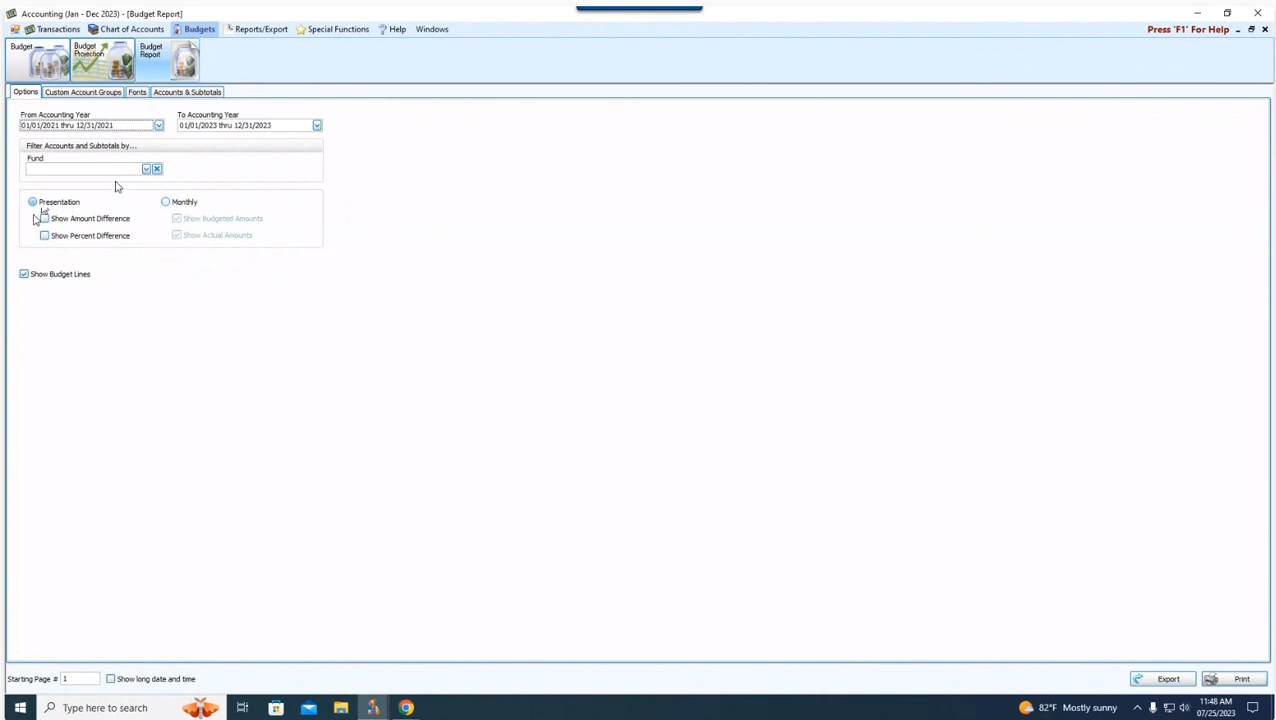 Accounting (Jan - Dec 2023) - [Budget Report]
Transactions Chart of Accounts Budgets Reports/Export Special Functions Help Windows Press 'F1' For Help
Budget Budget Projection Budget Report
Options Custom Account Groups Fonts Accounts & Subtotals
From Accounting Year To Accounting Year
01/01/2021 thru 12/31/2021 01/01/2023 thru 12/31/2023
Filter Accounts and Subtotals by...
Fund
Presentation Monthly
Show Amount Difference Show Budgeted Amounts
Show Percent Difference Show Actual Amounts
Show Budget Lines
Starting Page # 1 Show long date and time Export Print
Type here to search 82°F Mostly sunny 11:48 AM
07/25/2023